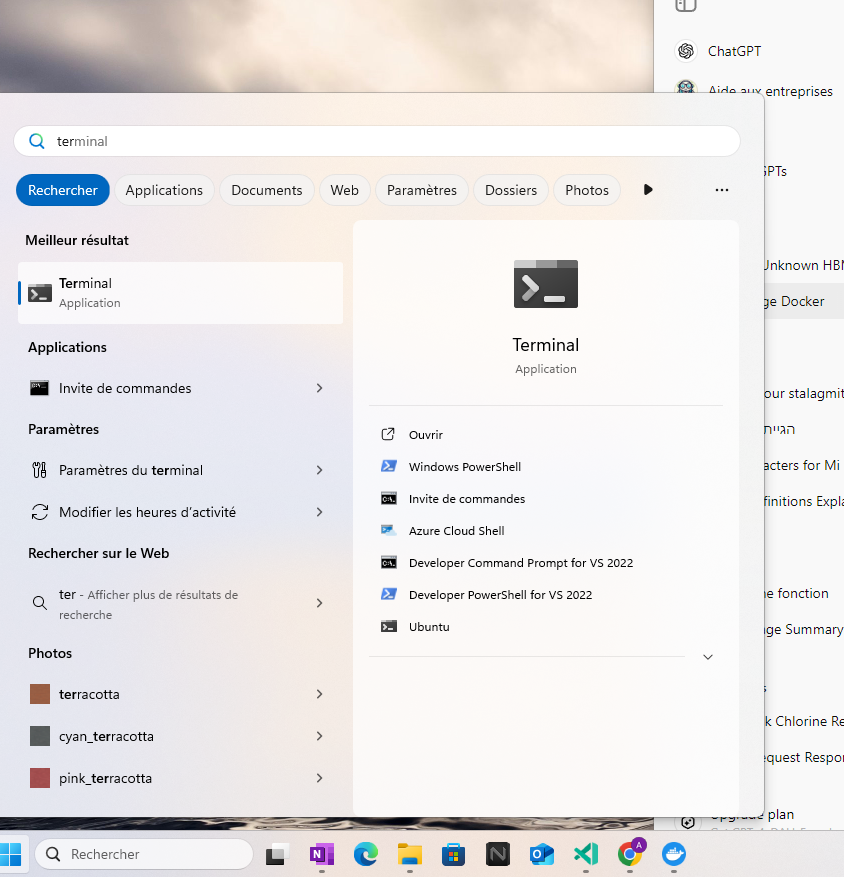 ChatGPT
Aide aux entreprises
terminal
Rechercher
Applications
Documents
Web
Paramètres
Dossiers
Photos
GPTs
Meilleur résultat
Terminal
Application
Terminal
Application
Unknown HBM
ge Docker
Applications
Invite de commandes
Paramètres
Paramètres du terminal
Modifier les heures d'activité
Rechercher sur le Web
ter - Afficher plus de résultats de
recherche
Photos
terracotta
cyan_terracotta
pink_terracotta
Ouvrir
Windows PowerShell
Invite de commandes
Azure Cloud Shell
Developer Command Prompt for VS 2022
Developer PowerShell for VS 2022
Ubuntu
our stalagmit
הגייה
acters for Mi
finitions Expla
ne fonction
ge Summary
s
k Chlorine Re
equest Respon
Upgrade plan
Rechercher
A